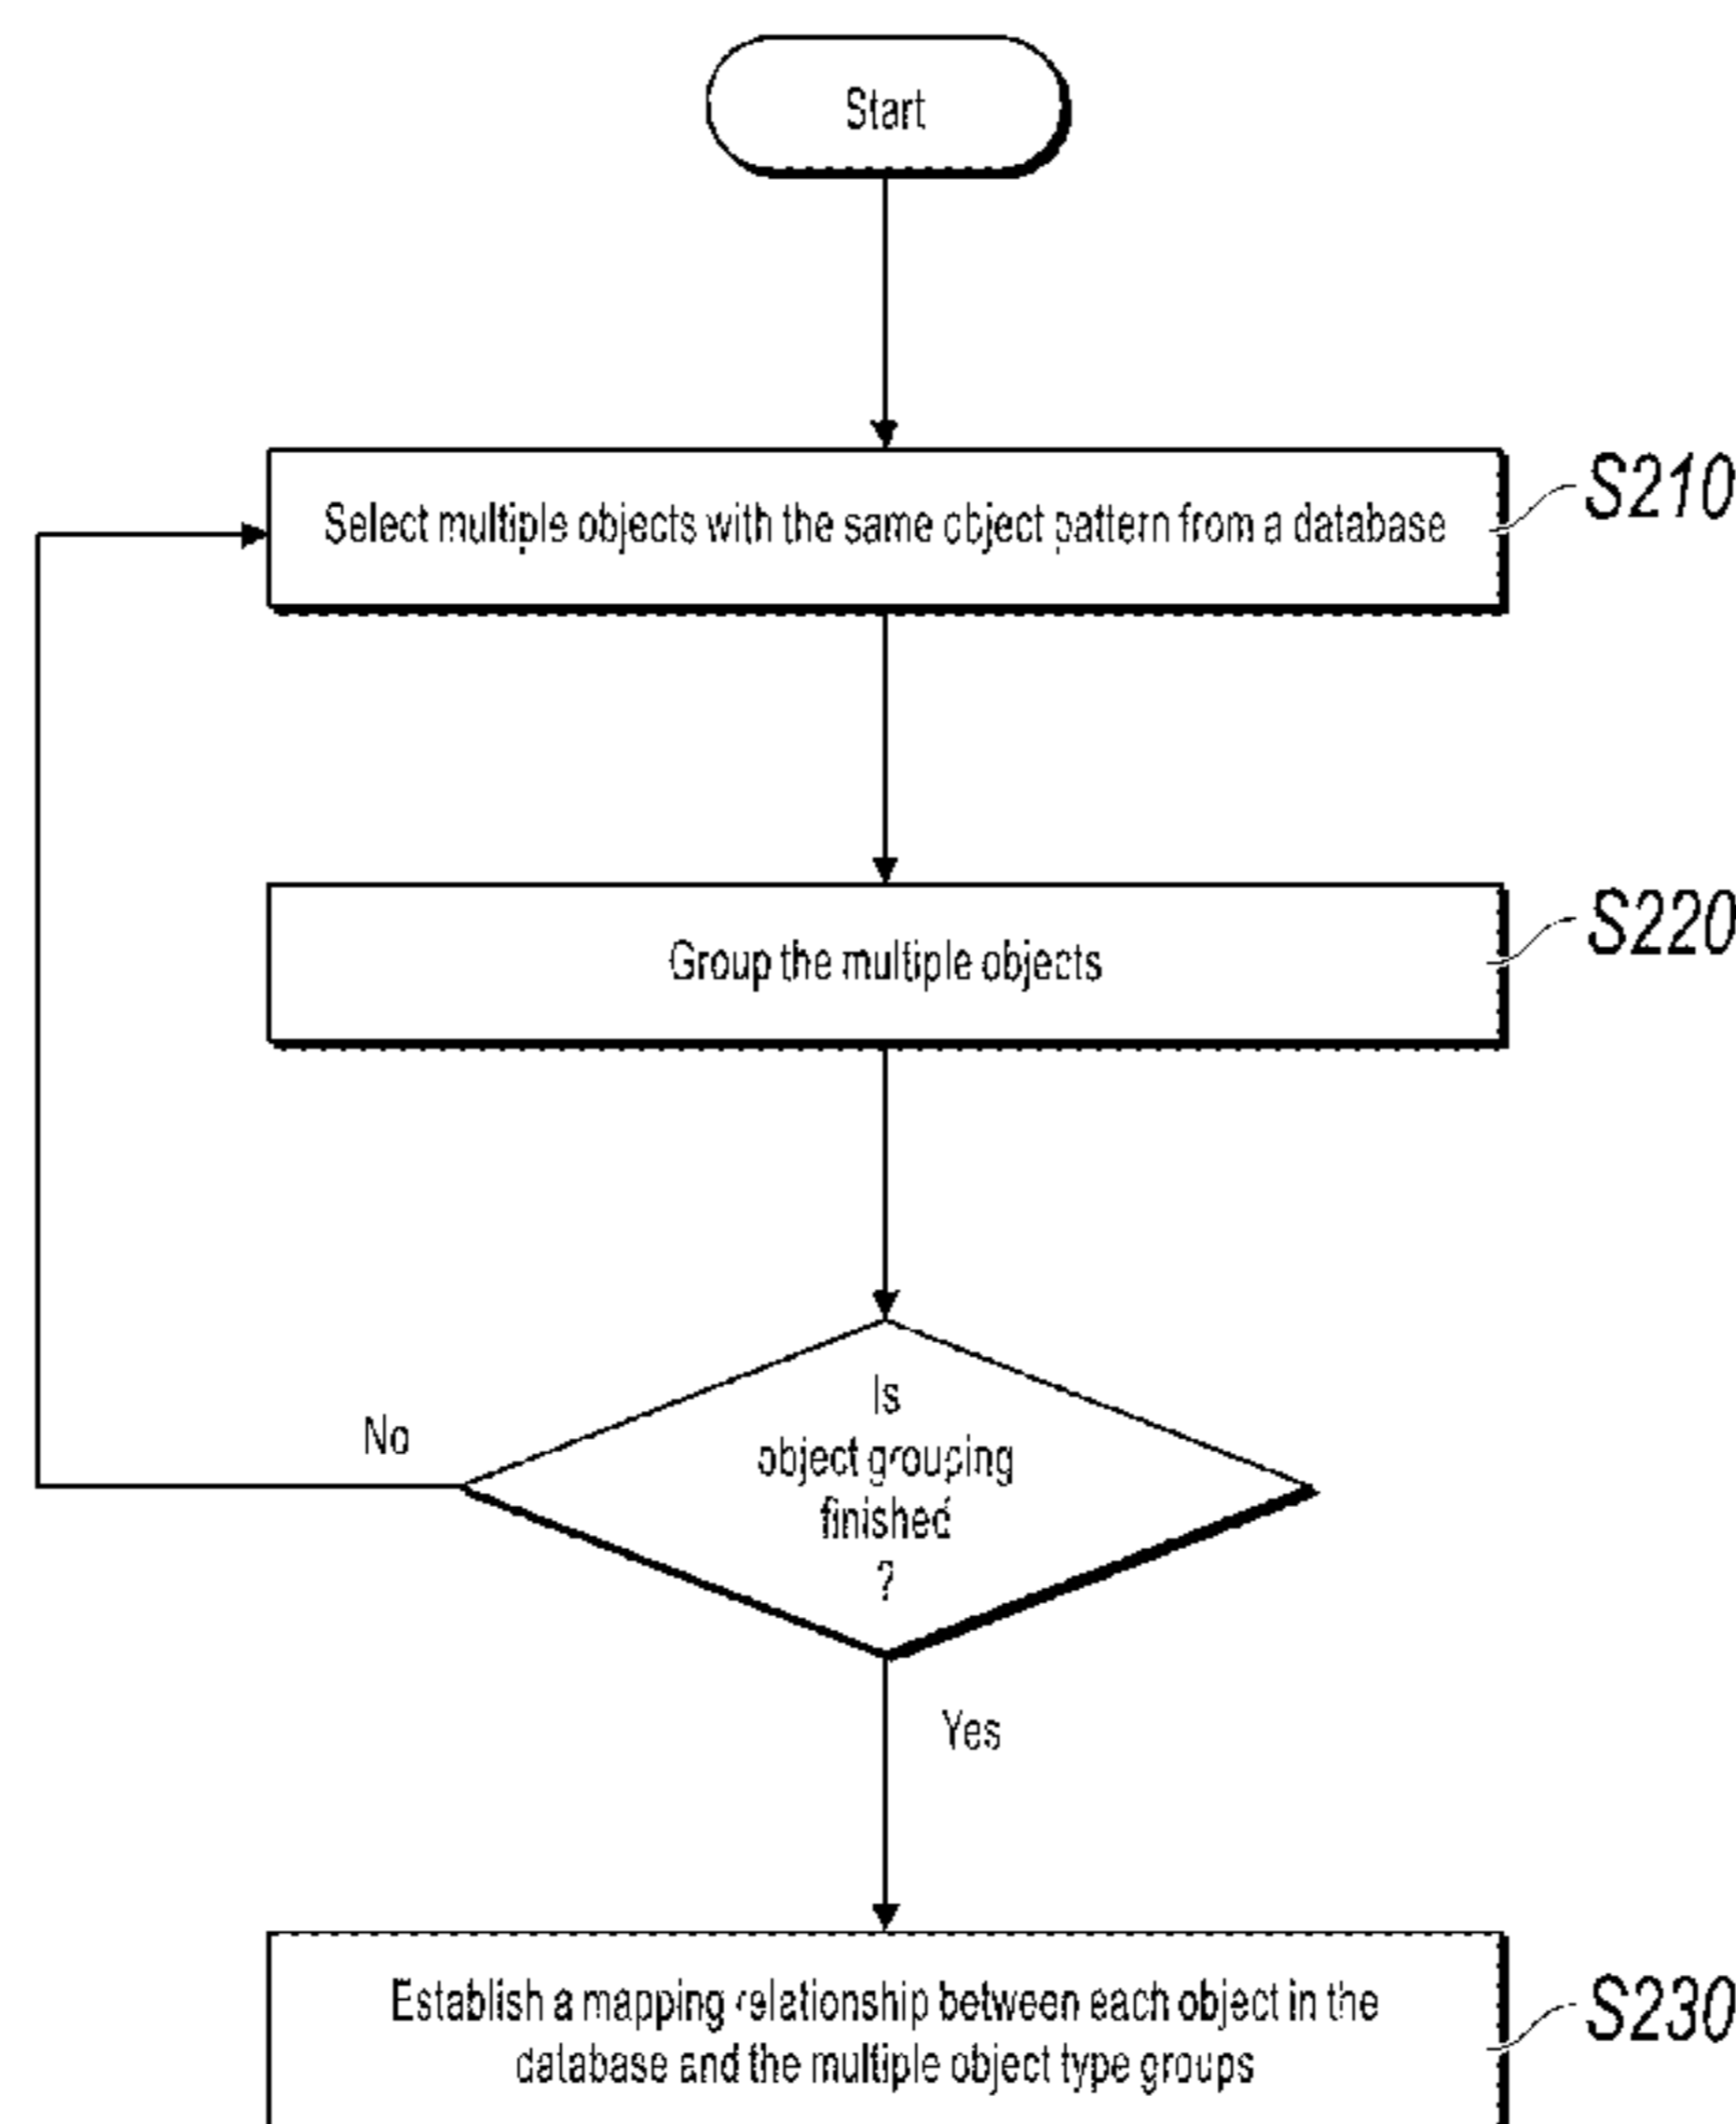 Start
Select multiple objects with the same object pattern from a database
S210
Group the multiple objects
S220
Is
object grouping
finished
?
No
Yes
Establish a mapping relationship between each object in the
database and the multiple object type groups
S230